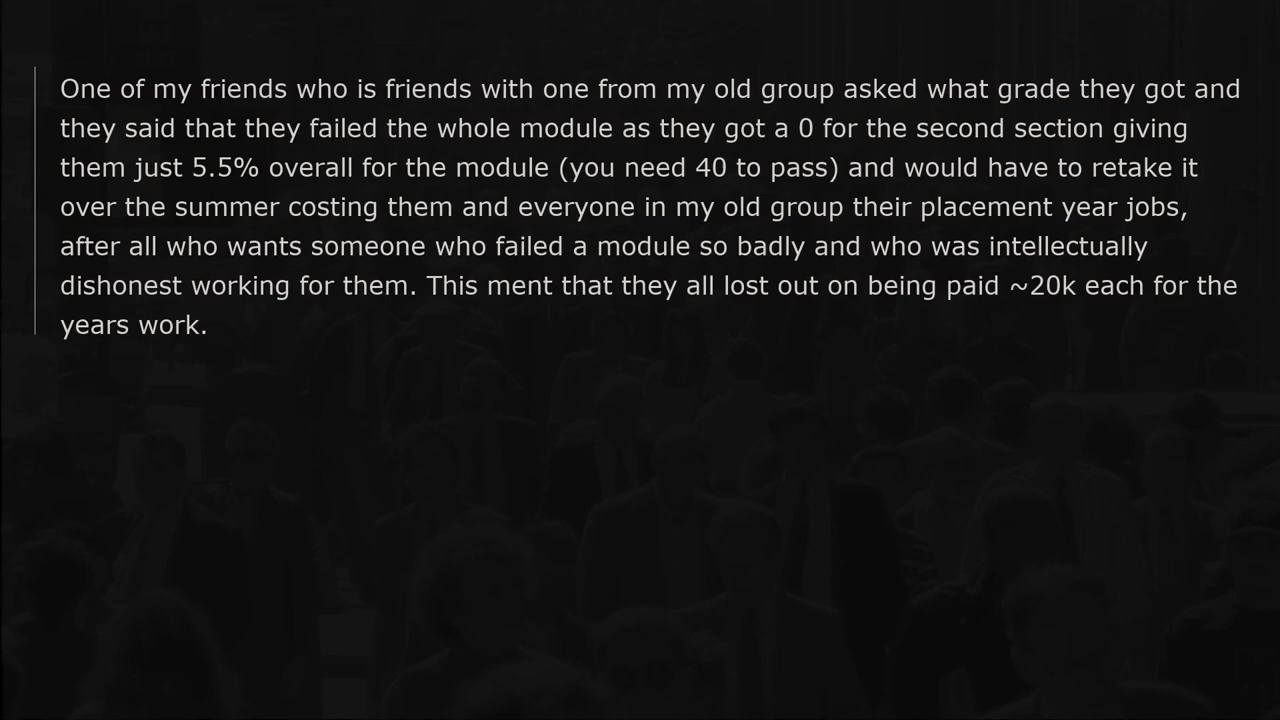 One of my friends who is friends with one from my old group asked what grade they got and
they said that they failed the whole module as they got a 0 for the second section giving
them just 5.5% overall for the module (you need 40 to pass) and would have to retake it
over the summer costing them and everyone in my old group their placement year jobs,
after all who wants someone who failed a module so badly and who was intellectually
dishonest working for them. This ment that they all lost out on being paid ~20k each for the
years work.